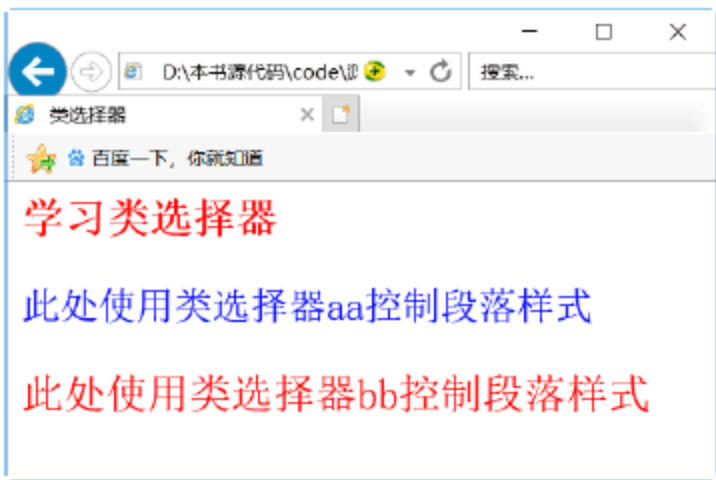 D:\本书源代码\code\
搜索...
类选择器
百度一下，你就知道
学习类选择器
此处使用类选择器aa控制段落样式
此处使用类选择器bb控制段落样式